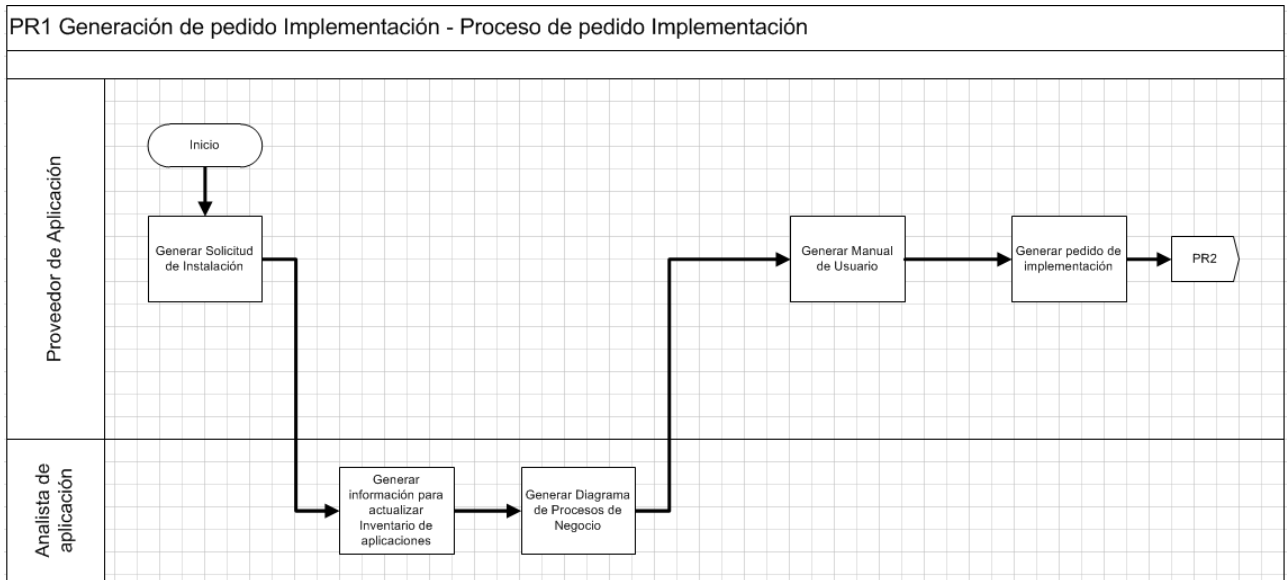 PR1 Generación de pedido Implementación - Proceso de pedido Implementación
Proveedor de Aplicación
Inicio
Generar Solicitud
de Instalación
Generar Manual
de Usuario
Generar pedido de
implementación
PR2
Analista de
aplicación
Generar
información para
actualizar
Inventario de
aplicaciones
Generar Diagrama
de Procesos de
Negocio